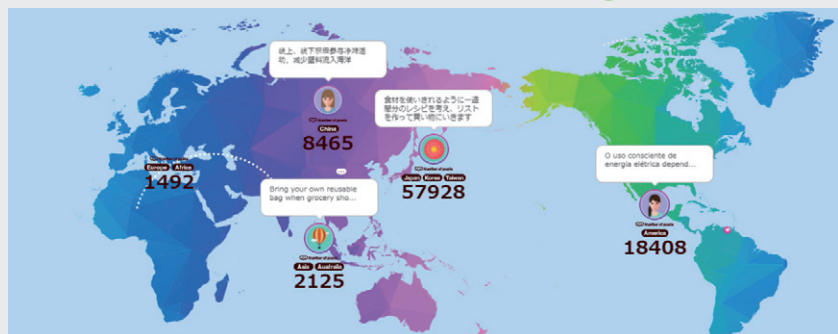 线上、线下积极参与净滩活
动，减少塑料流入海洋
China
8465
食材を使いきれるように一週
間分のレシピを考え、リスト
を作って買い物にいきます
Japan Korea Taiwan
57928
Europe Africa
1492
Bring your own reusable
bag when grocery sho...
Asia Australia
2125
O uso consciente de
energia elétrica depend...
America
18408